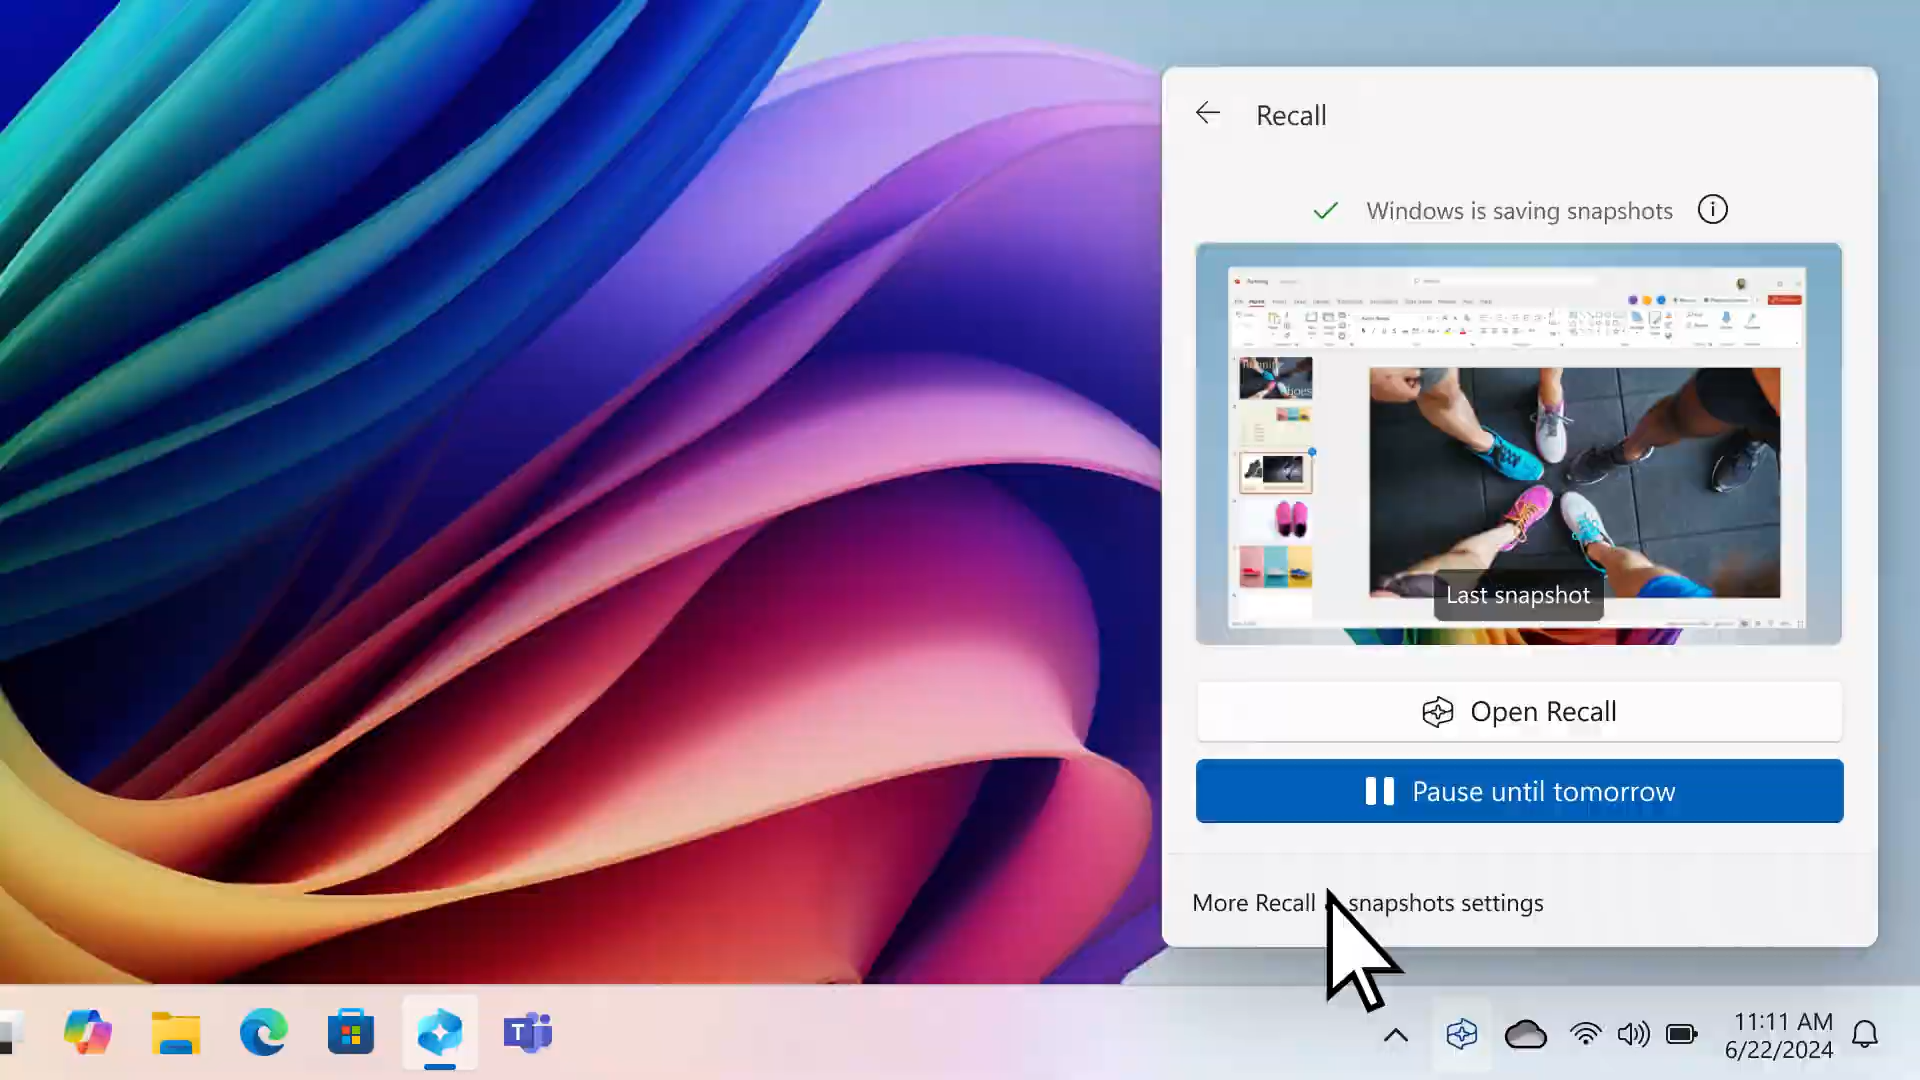 Recall
Windows is saving snapshots
Last snapshot
Open Recall
Pause until tomorrow
More Recall snapshots settings
T
11:11 AM
6/22/2024